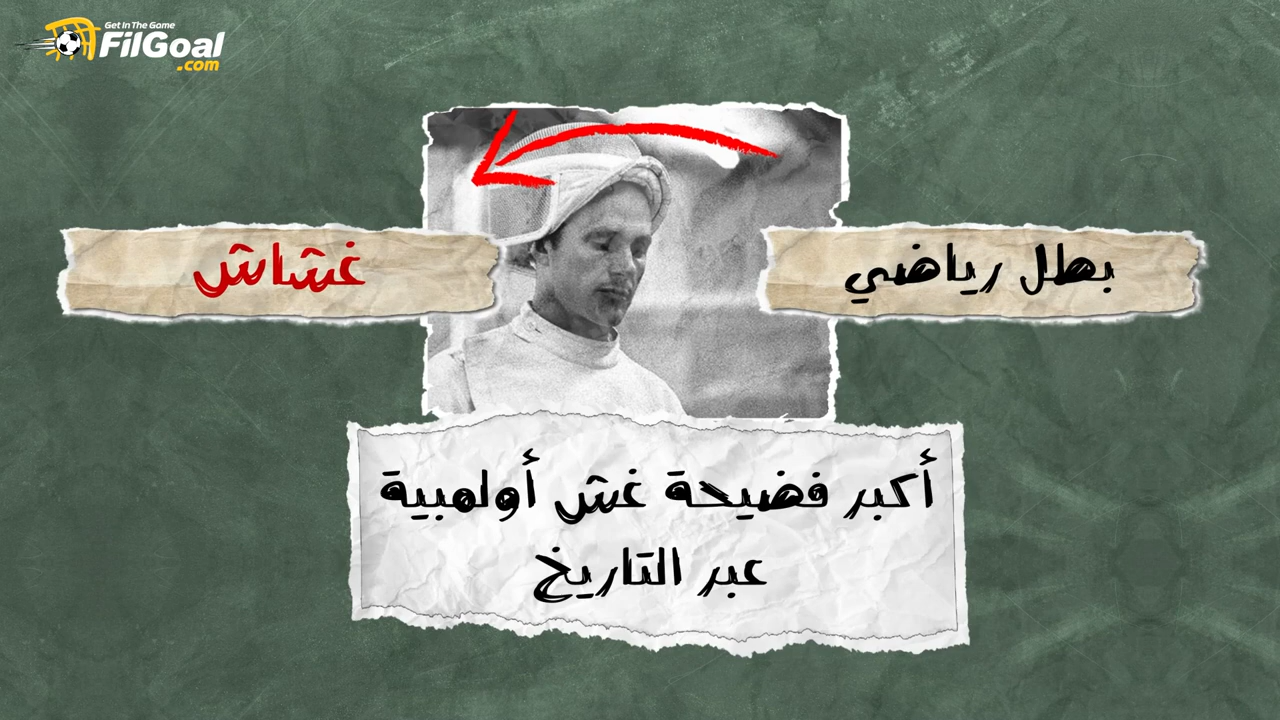 Get In The Game
FilGoal
.com
بطل رياضي
غشاش
أكبر فضيحة غش أولمبية
عبر التاريخ